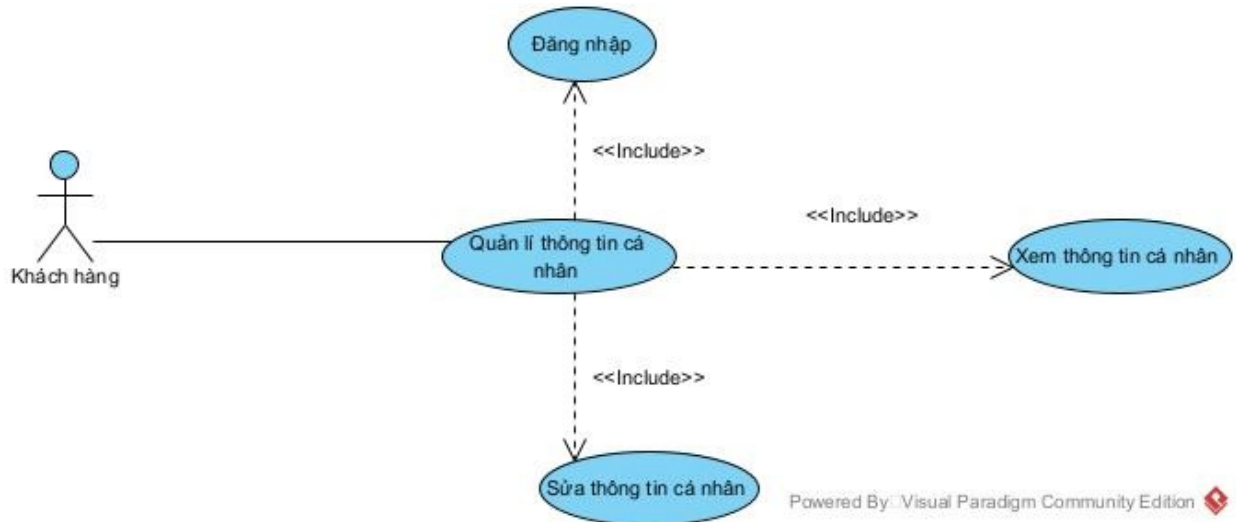 Đăng nhập
<<Include>>
<<Include>>
Quản lí thông tin cá
nhân
Xem thông tin cá nhân
Khách hàng
<<Include>>
Sửa thông tin cá nhân
Powered By Visual Paradigm Community Edition